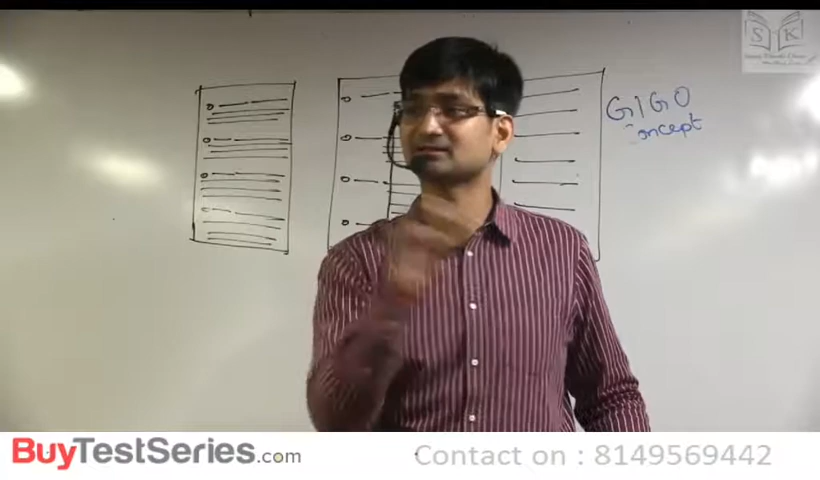 S K
GIGO
Concept
BuyTestSeries.com
Contact on : 8149569442